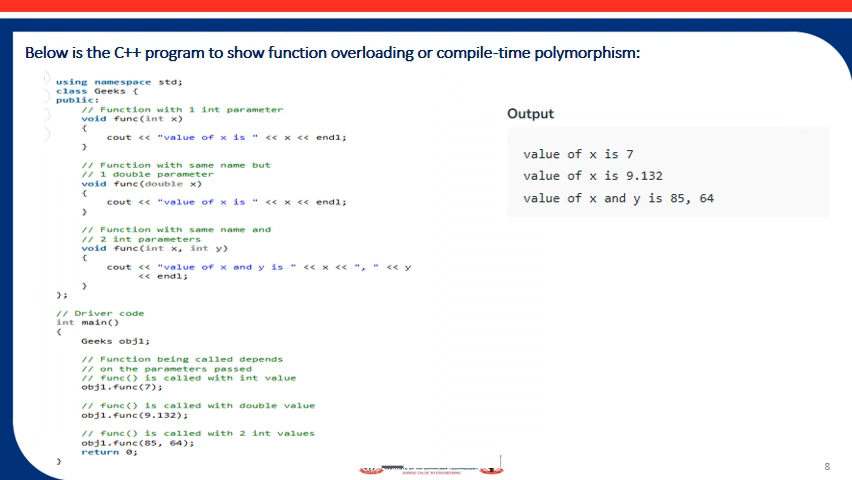 Below is the C++ program to show function overloading or compile-time polymorphism:
using namespace std;
class Geeks {
public:
// Function with 1 int parameter
void func(int x)
{
cout << "value of x is " << x << endl;
}
// Function with same name but
// 1 double parameter
void func(double x)
{
cout << "value of x is " << x << endl;
}
// Function with same name and
// 2 int parameters
void func(int x, int y)
{
cout << "value of x and y is " << x << ", " << y
<< endl;
}
};
// Driver code
int main()
{
Geeks obj1;
// Function being called depends
// on the parameters passed
// func() is called with int value
obj1.func(7);
// func() is called with double value
obj1.func(9.132);
// func() is called with 2 int values
obj1.func(85, 64);
return 0;
}
Output
value of x is 7
value of x is 9.132
value of x and y is 85, 64
8